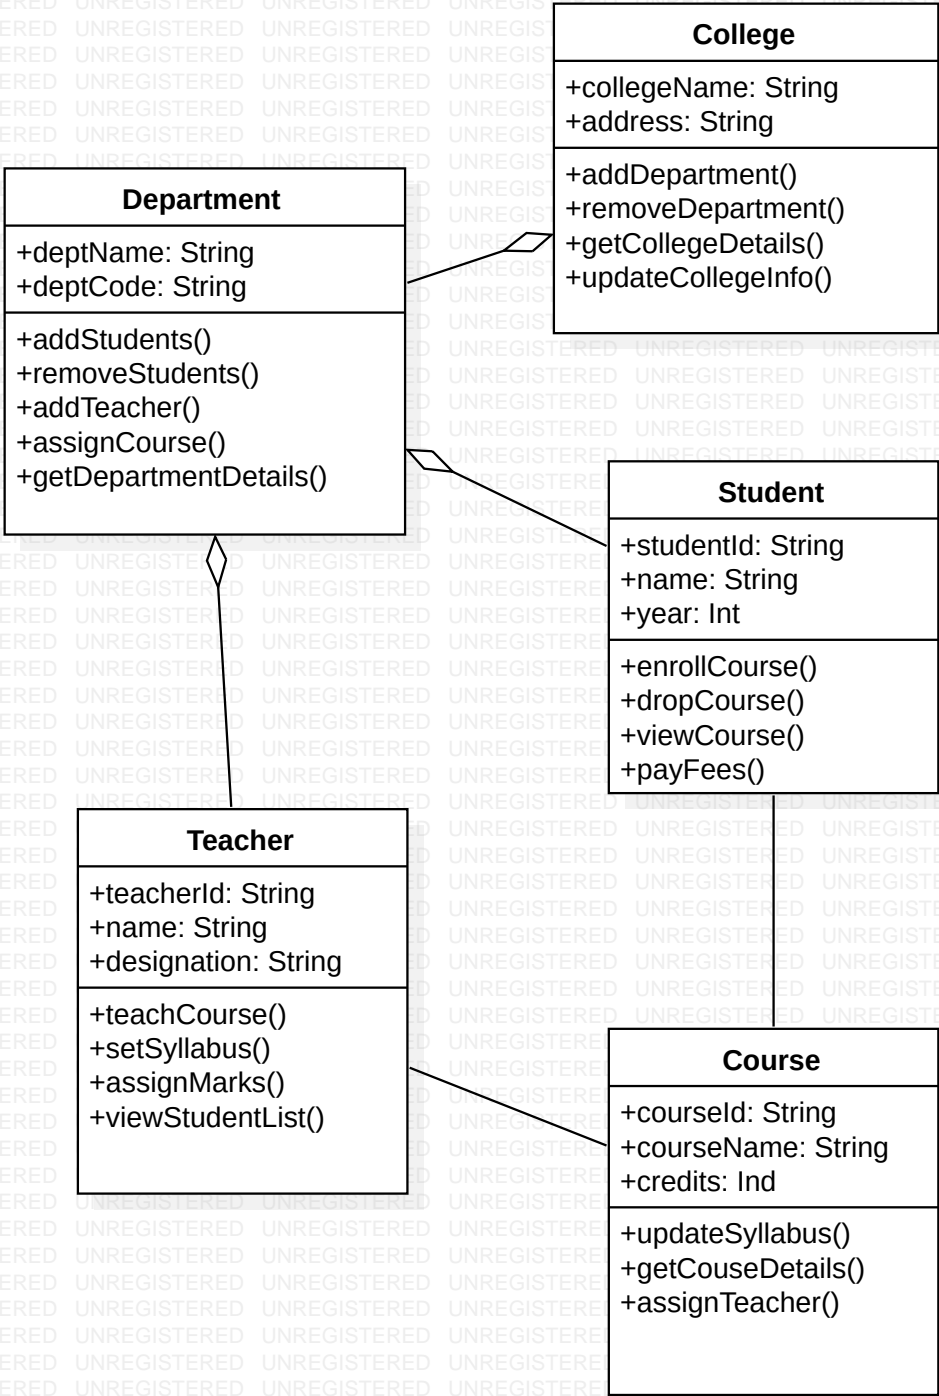 College
+collegeName: String
+address: String
+addDepartment()
+removeDepartment()
+getCollegeDetails()
+updateCollegeInfo()
Department
+deptName: String
+deptCode: String
+addStudents()
+removeStudents()
+addTeacher()
+assignCourse()
+getDepartmentDetails()
Student
+studentId: String
+name: String
+year: Int
+enrollCourse()
+dropCourse()
+viewCourse()
+payFees()
Teacher
+teacherId: String
+name: String
+designation: String
+teachCourse()
+setSyllabus()
+assignMarks()
+viewStudentList()
Course
+courseId: String
+courseName: String
+credits: Ind
+updateSyllabus()
+getCouseDetails()
+assignTeacher()